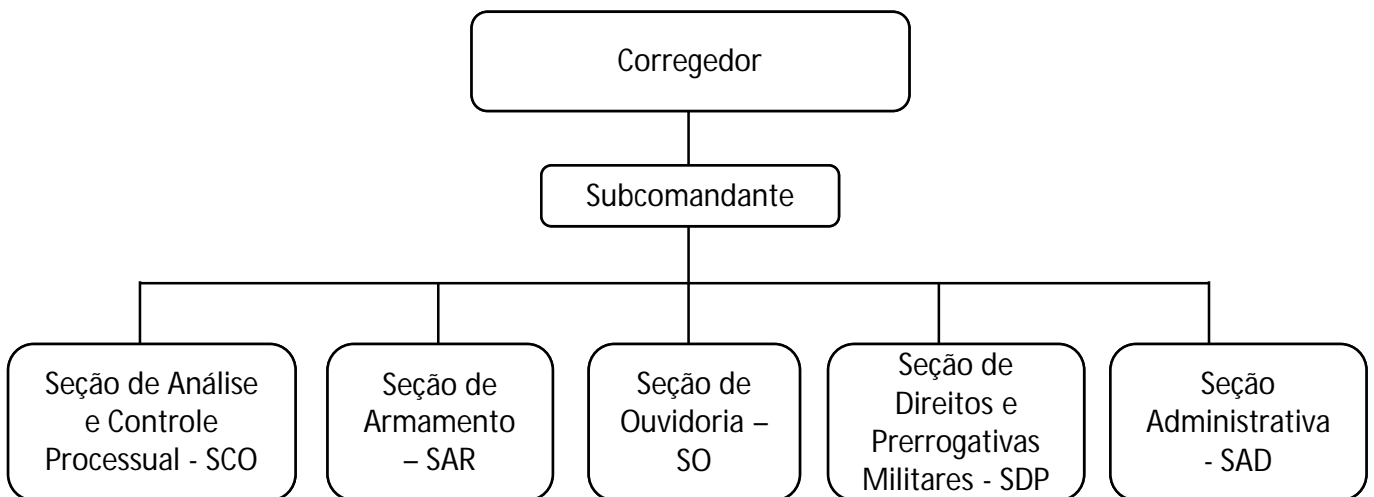 Corregedor
Subcomandante
Seção de Análise
e Controle
Processual - SCO
Seção de
Armamento
– SAR
Seção de
Ouvidoria –
SO
Seção de
Direitos e
Prerrogativas
Militares - SDP
Seção
Administrativa
- SAD